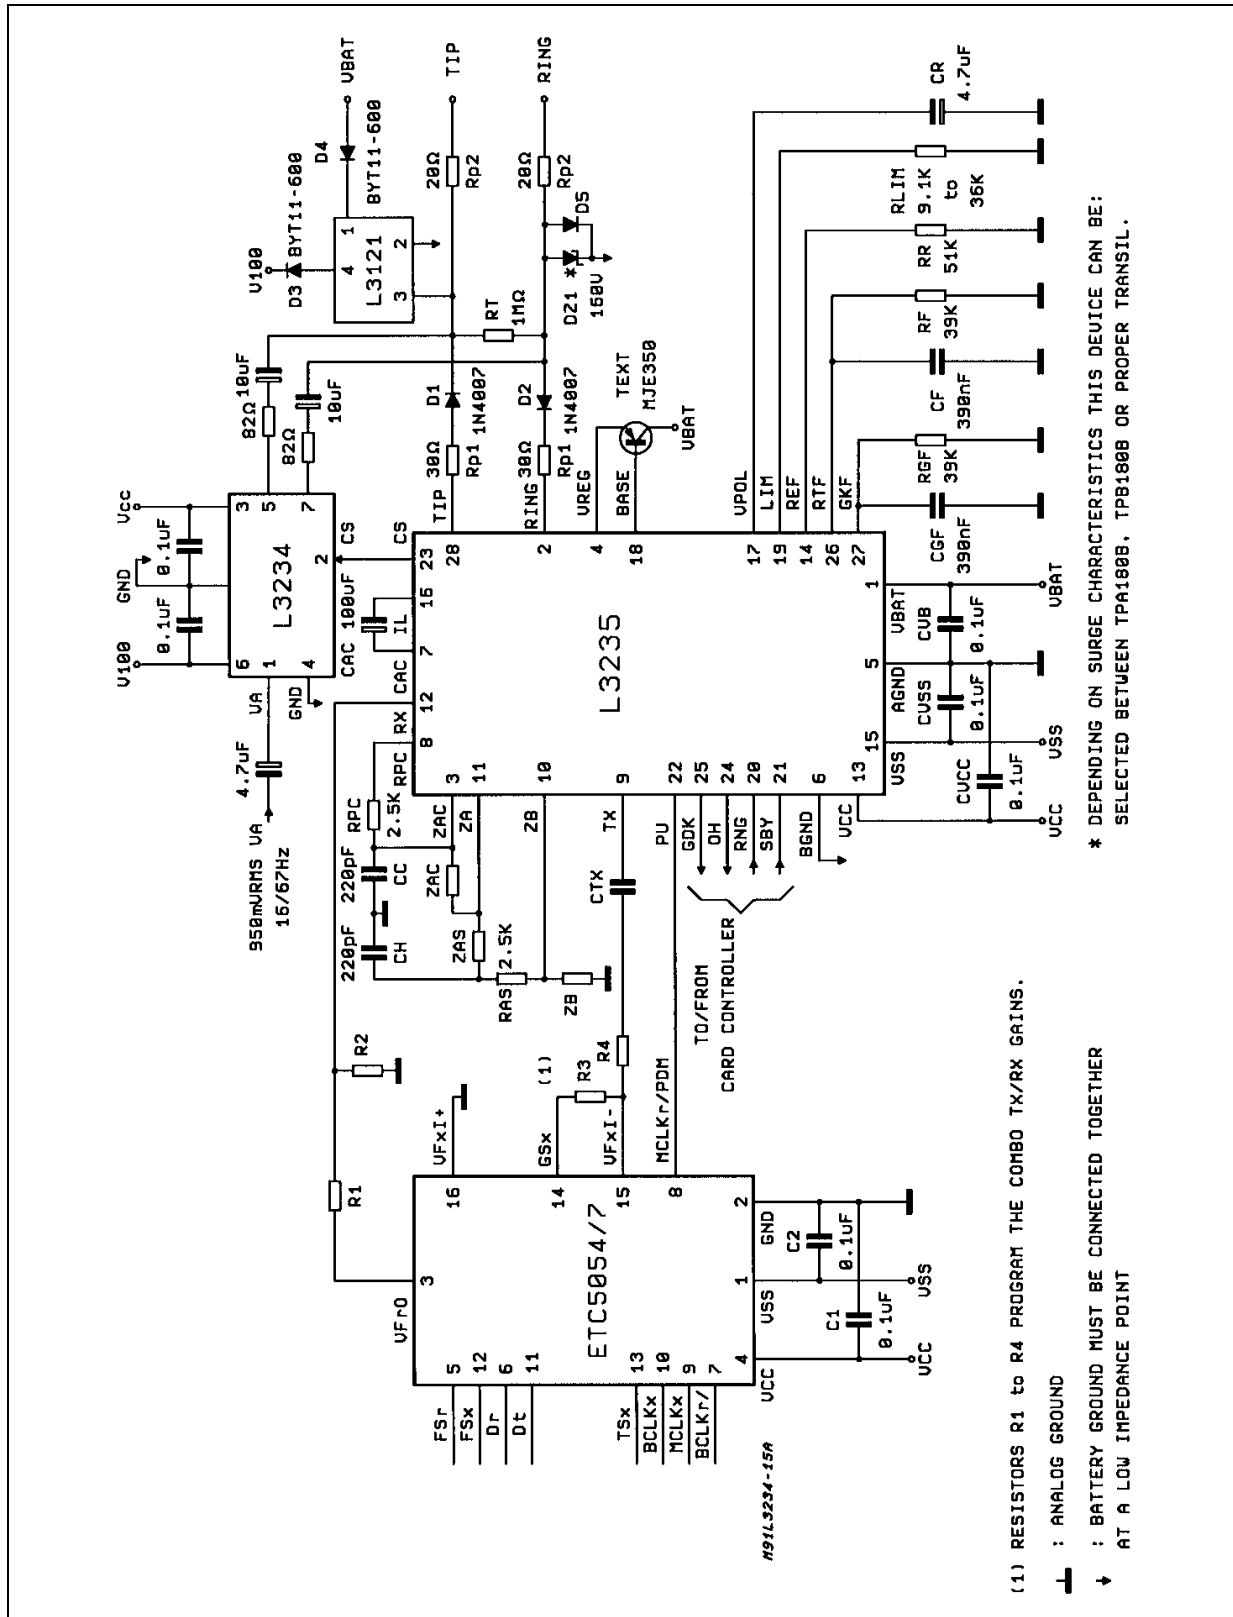 VBAT
TIP
RING
D4
BYT11-600
V100
D3
BYT11-600
1
4
2
3
L3121
20Ω
Rp2
20Ω
Rp2
D5
D21 *
160V
RT
1MΩ
10uF
82Ω
82Ω
10uF
D1
1N4007
D2
1N4007
30Ω
Rp1
30Ω
Rp1
TEXT
MJE350
VBAT
VREG
BASE
TIP
RING
Vcc
GND
V100
0.1uF
0.1uF
3
5
7
2
6
1
4
L3234
CS
CS
VA
GND
4.7uF
950mVRMS VA
16/67Hz
CAC 100uF
IL
CAC
RX
RPC
23
16
7
12
8
28
2
4
18
L3235
17
19
14
26
27
VPOL
LIM
REF
RTF
GKF
CR
4.7uF
RLIM
9.1K
to
36K
RR
51K
RF
39K
CF
390nF
RGF
39K
CGF
390nF
1
VBAT
5
AGND
15
VSS
13
VCC
6
BGND
CVB
0.1uF
CVSS
0.1uF
CVCC
0.1uF
VBAT
VSS
VCC
3
11
10
9
22
25
24
20
21
ZAC
ZA
ZB
TX
PU
GDK
OH
RNG
SBY
RPC
2.5K
220pF
CC
220pF
CH
ZAC
ZAS
RAS
2.5K
ZB
CTX
TO/FROM
CARD CONTROLLER
R4
R3
(1)
R2
R1
VFxI+
GSx
VFxI-
MCLKr/PDM
VFrO
3
16
14
15
8
ETC5054/7
5
12
6
11
13
10
9
7
FSr
FSx
Dr
Dt
TSx
BCLKx
MCLKx
BCLKr/
2
GND
1
VSS
4
VCC
C2
0.1uF
C1
0.1uF
VSS
VCC
M91L3234-15A
* DEPENDING ON SURGE CHARACTERISTICS THIS DEVICE CAN BE:
SELECTED BETWEEN TPA180B, TPB180B OR PROPER TRANSIL.
(1) RESISTORS R1 to R4 PROGRAM THE COMBO TX/RX GAINS.
: ANALOG GROUND
: BATTERY GROUND MUST BE CONNECTED TOGETHER
AT A LOW IMPEDANCE POINT